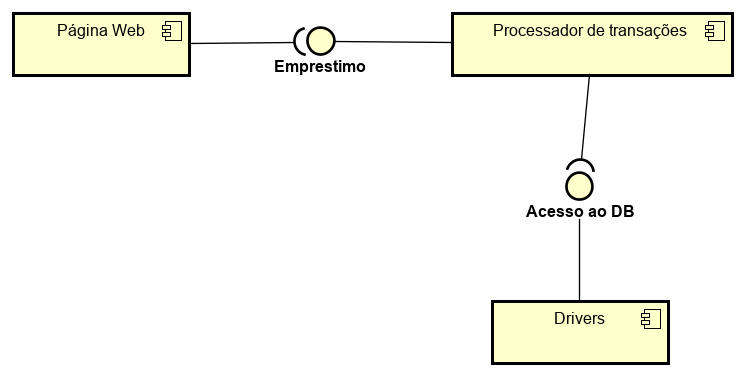 Página Web
Processador de transações
Emprestimo
Acesso ao DB
Drivers